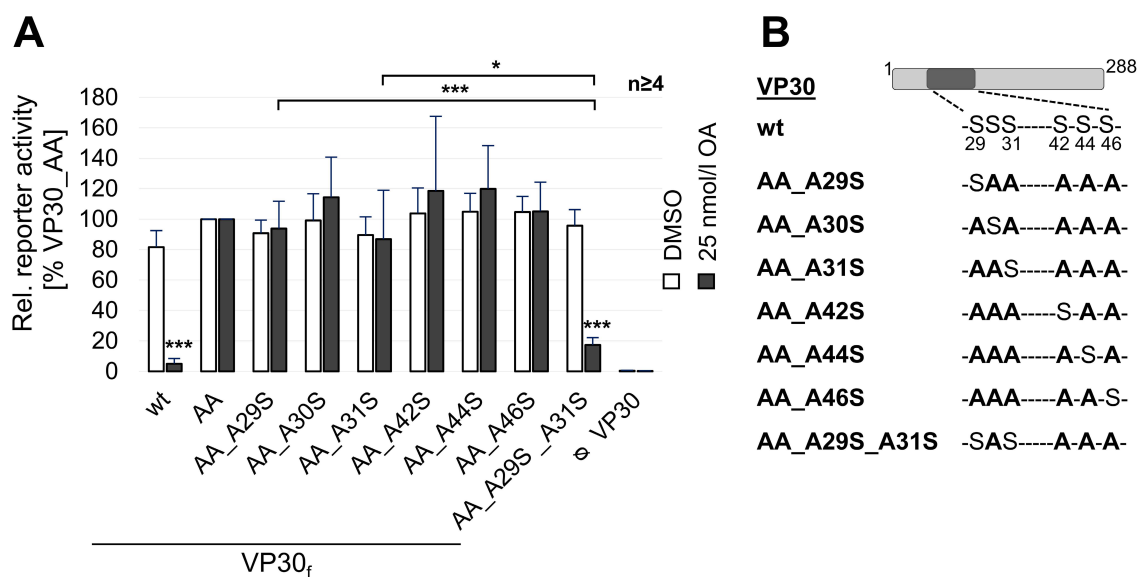 A
Rel. reporter activity
[% VP30_AA]
180
160
140
120
100
80
60
40
20
0
*
***
n≥4
***
***
DMSO
25 nmol/l OA
wt
AA
AA_A29S
AA_A30S
AA_A31S
AA_A42S
AA_A44S
AA_A46S
AA_A29S _A31S
ø VP30
VP30f
B
VP30
1
288
wt -SSS------S-S-S-
29 31 42 44 46
AA_A29S -SAA-----A-A-A-
AA_A30S -ASA-----A-A-A-
AA_A31S -AAS-----A-A-A-
AA_A42S -AAA-----S-A-A-
AA_A44S -AAA-----A-S-A-
AA_A46S -AAA-----A-A-S-
AA_A29S_A31S -SAS-----A-A-A-